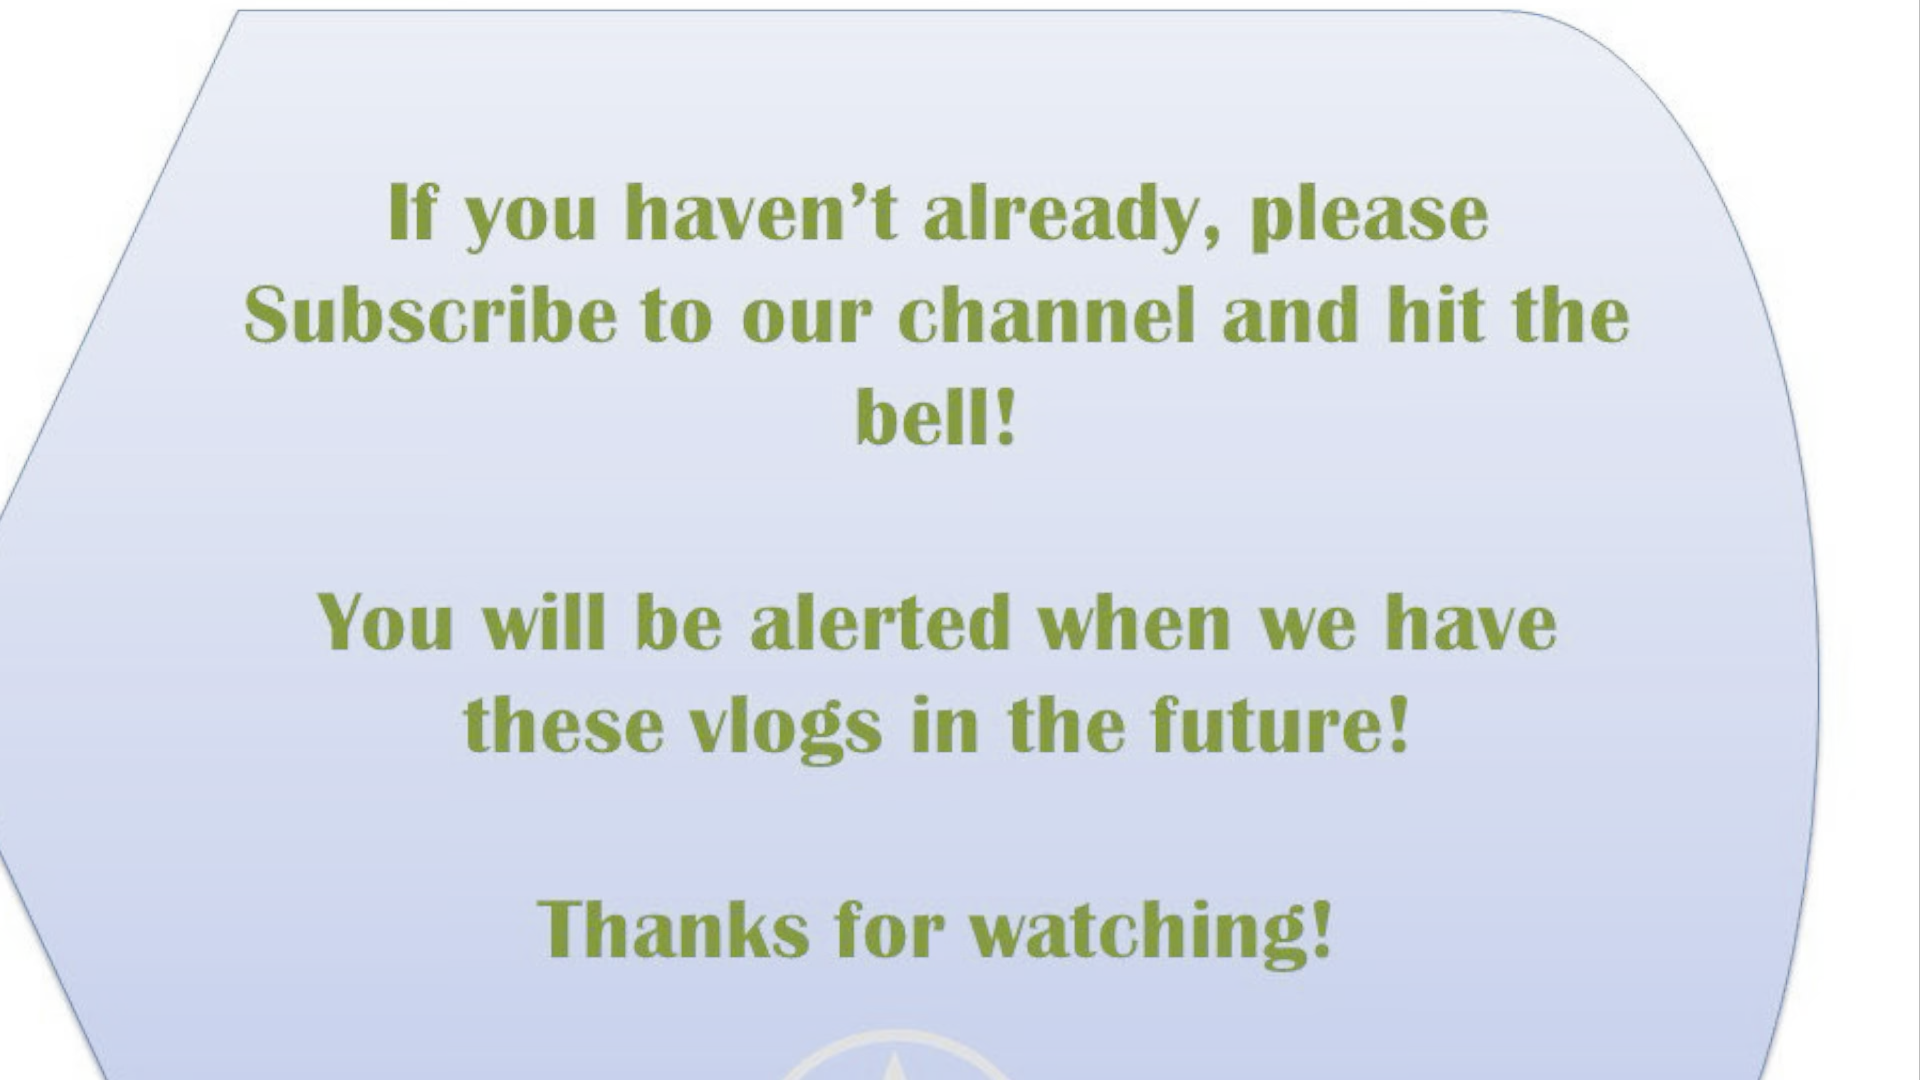 If you haven’t already, please
Subscribe to our channel and hit the
bell!
You will be alerted when we have
these vlogs in the future!
Thanks for watching!